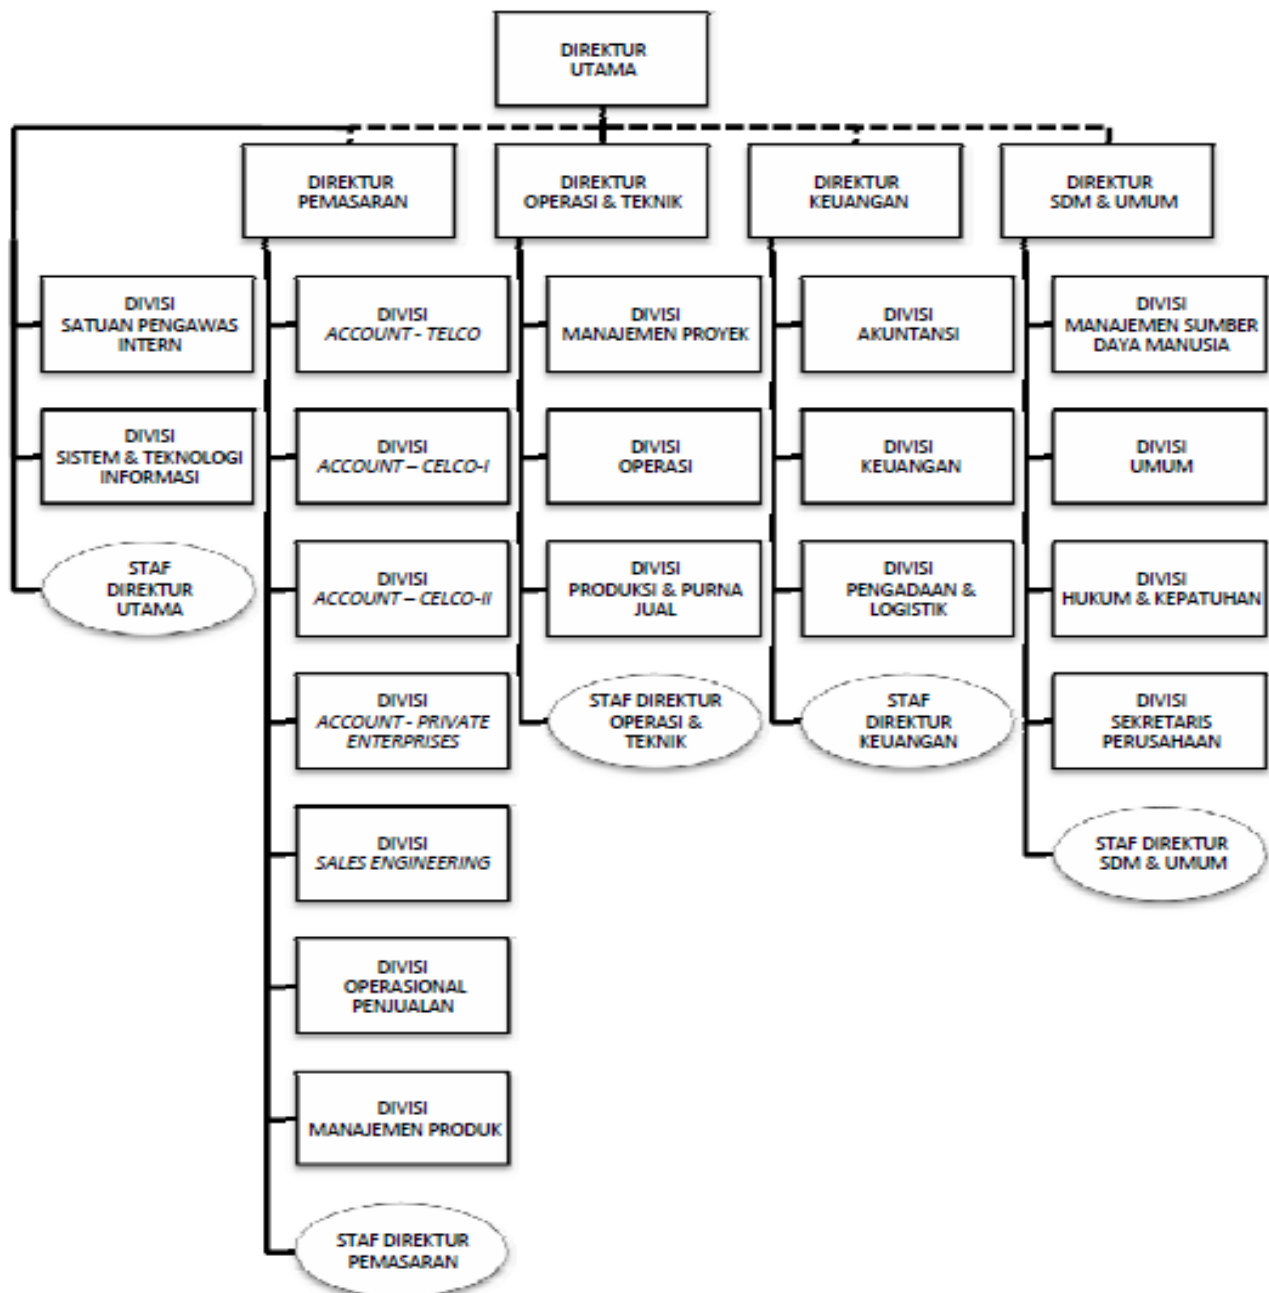 DIREKTUR
UTAMA
DIREKTUR
PEMASARAN
DIREKTUR
OPERASI & TEKNIK
DIREKTUR
KEUANGAN
DIREKTUR
SDM & UMUM
DIVISI
SATUAN PENGAWAS
INTERN
DIVISI
SISTEM & TEKNOLOGI
INFORMASI
STAF
DIREKTUR
UTAMA
DIVISI
ACCOUNT - TELCO
DIVISI
ACCOUNT – CELCO-I
DIVISI
ACCOUNT – CELCO-II
DIVISI
ACCOUNT - PRIVATE
ENTERPRISES
DIVISI
SALES ENGINEERING
DIVISI
OPERASIONAL
PENJUALAN
DIVISI
MANAJEMEN PRODUK
STAF DIREKTUR
PEMASARAN
DIVISI
MANAJEMEN PROYEK
DIVISI
OPERASI
DIVISI
PRODUKSI & PURNA
JUAL
STAF DIREKTUR
OPERASI &
TEKNIK
DIVISI
AKUNTANSI
DIVISI
KEUANGAN
DIVISI
PENGADAAN &
LOGISTIK
STAF
DIREKTUR
KEUANGAN
DIVISI
MANAJEMEN SUMBER
DAYA MANUSIA
DIVISI
UMUM
DIVISI
HUKUM & KEPATUHAN
DIVISI
SEKRETARIS
PERUSAHAAN
STAF DIREKTUR
SDM & UMUM